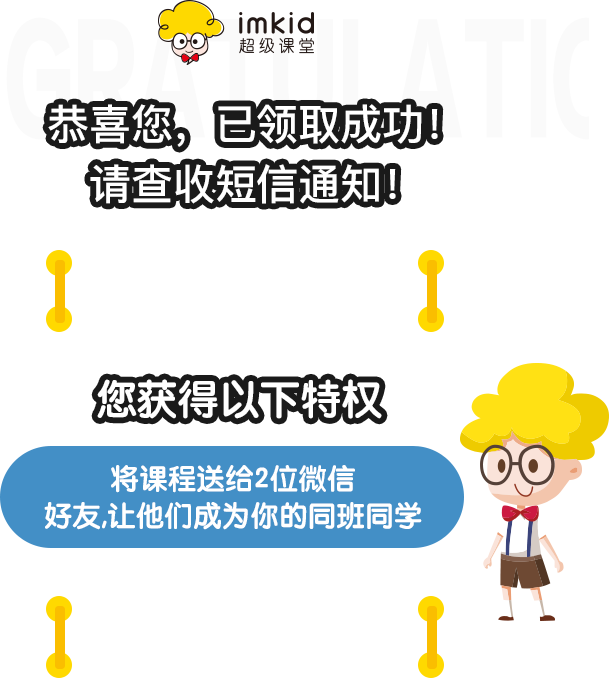 GRATULATIO
imkid
超级课堂
恭喜您，已领取成功！
请查收短信通知！
您获得以下特权
将课程送给2位微信
好友,让他们成为你的同班同学